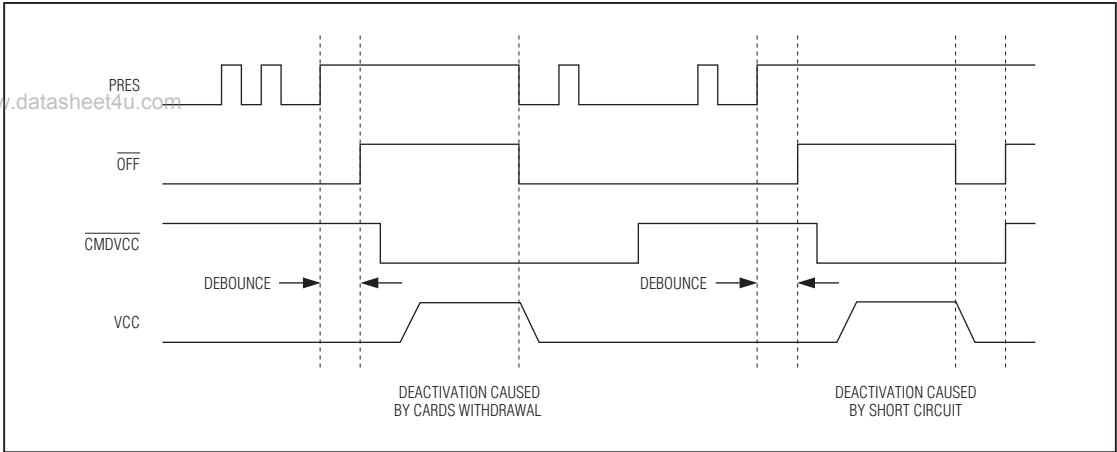 PRES
w.datasheet4u.com
OFF
CMDVCC
DEBOUNCE
DEBOUNCE
VCC
DEACTIVATION CAUSED
BY CARDS WITHDRAWAL
DEACTIVATION CAUSED
BY SHORT CIRCUIT